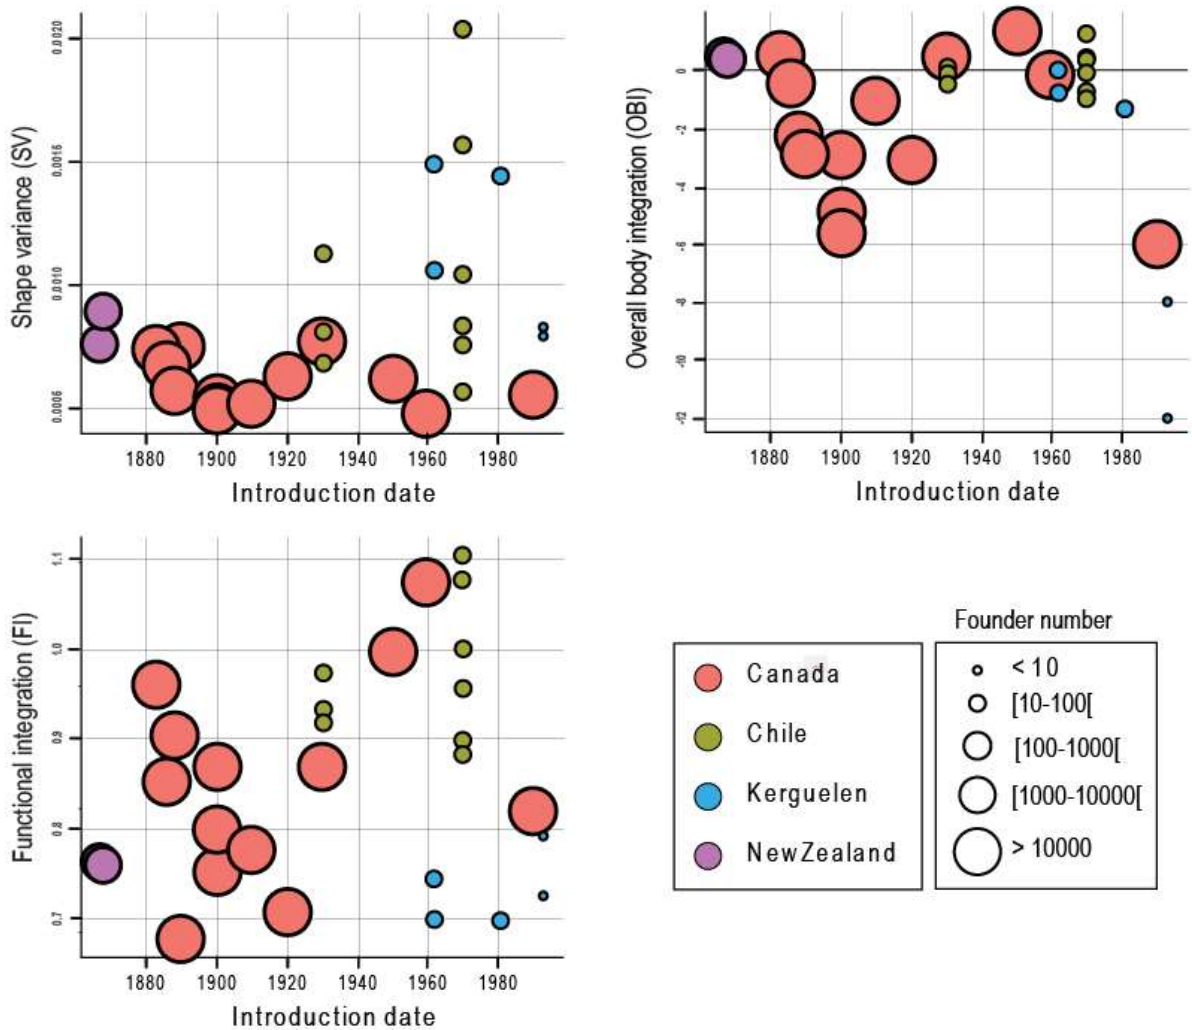 Shape variance (SV)
0.0020
0.0015
0.0010
0.0005
1880 1900 1920 1940 1960 1980
Introduction date
Overall body integration (OBI)
0
-2
-4
-6
-8
-10
-12
1880 1900 1920 1940 1960 1980
Introduction date
Functional integration (FI)
1.1
1.0
0.9
0.8
0.7
1880 1900 1920 1940 1960 1980
Introduction date
Canada
Chile
Kerguelen
NewZealand
Founder number
< 10
[10-100[
[100-1000[
[1000-10000[
> 10000